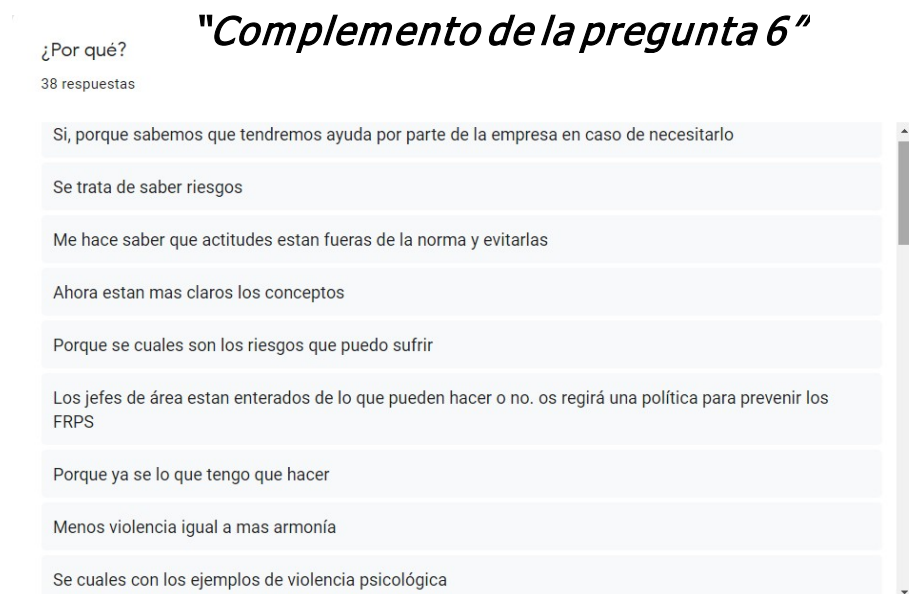 “Complemento de la pregunta 6”
¿Por qué?
38 respuestas
Si, porque sabemos que tendremos ayuda por parte de la empresa en caso de necesitarlo
Se trata de saber riesgos
Me hace saber que actitudes estan fueras de la norma y evitarlas
Ahora estan mas claros los conceptos
Porque se cuales son los riesgos que puedo sufrir
Los jefes de área estan enterados de lo que pueden hacer o no. os regirá una política para prevenir los
FRPS
Porque ya se lo que tengo que hacer
Menos violencia igual a mas armonía
Se cuales con los ejemplos de violencia psicológica